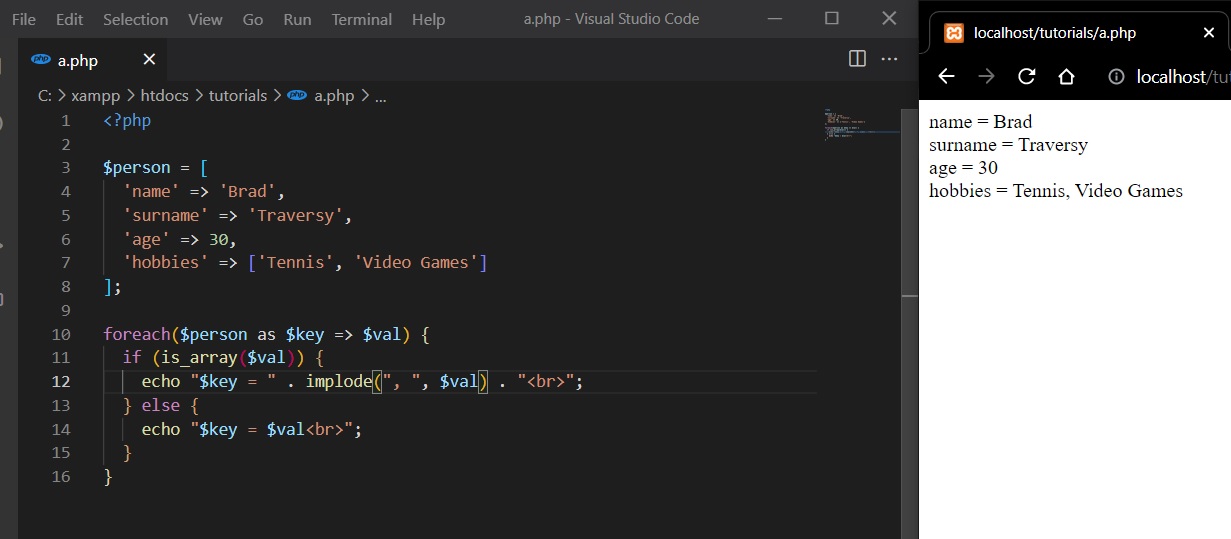 File Edit Selection View Go Run Terminal Help a.php - Visual Studio Code
php a.php
C: > xampp > htdocs > tutorials > php a.php > ...
1 <?php
2
3 $person = [
4 'name' => 'Brad',
5 'surname' => 'Traversy',
6 'age' => 30,
7 'hobbies' => ['Tennis', 'Video Games']
8 ];
9
10 foreach($person as $key => $val) {
11 if (is_array($val)) {
12 echo "$key = " . implode(", ", $val) . "<br>";
13 } else {
14 echo "$key = $val<br>";
15 }
16 }
localhost/tutorials/a.php
localhost/tu
name = Brad
surname = Traversy
age = 30
hobbies = Tennis, Video Games